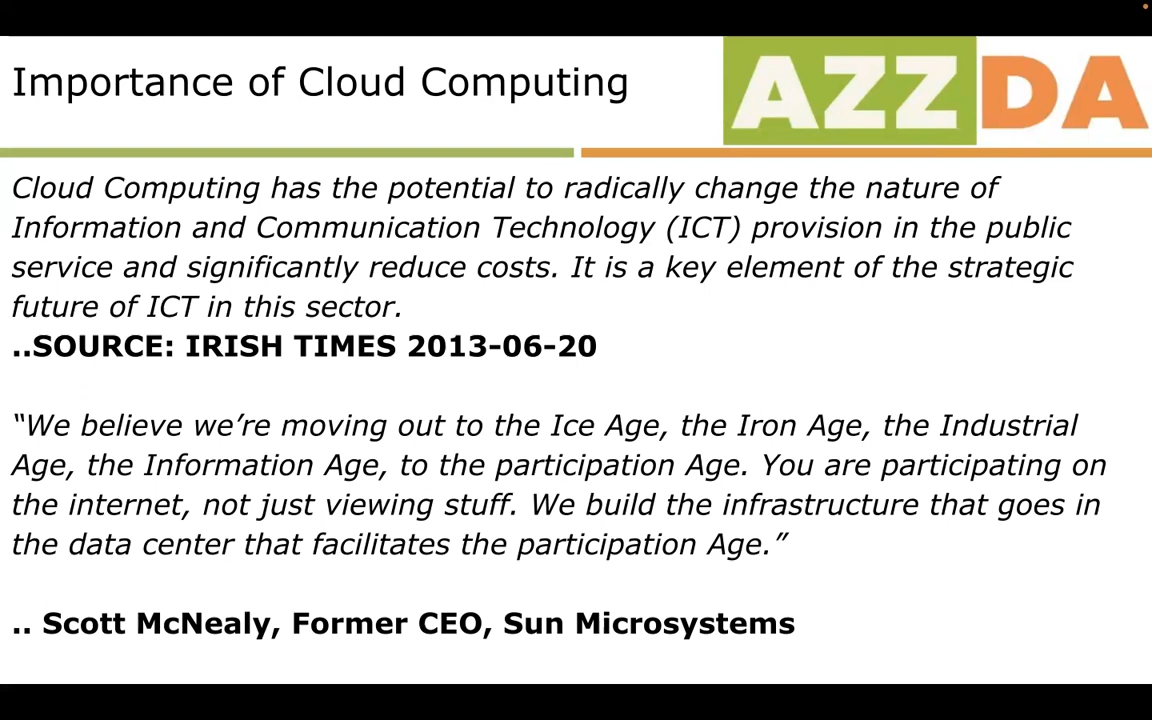 Importance of Cloud Computing
AZZDA
Cloud Computing has the potential to radically change the nature of
Information and Communication Technology (ICT) provision in the public
service and significantly reduce costs. It is a key element of the strategic
future of ICT in this sector.
..SOURCE: IRISH TIMES 2013-06-20
“We believe we’re moving out to the Ice Age, the Iron Age, the Industrial
Age, the Information Age, to the participation Age. You are participating on
the internet, not just viewing stuff. We build the infrastructure that goes in
the data center that facilitates the participation Age.”
.. Scott McNealy, Former CEO, Sun Microsystems